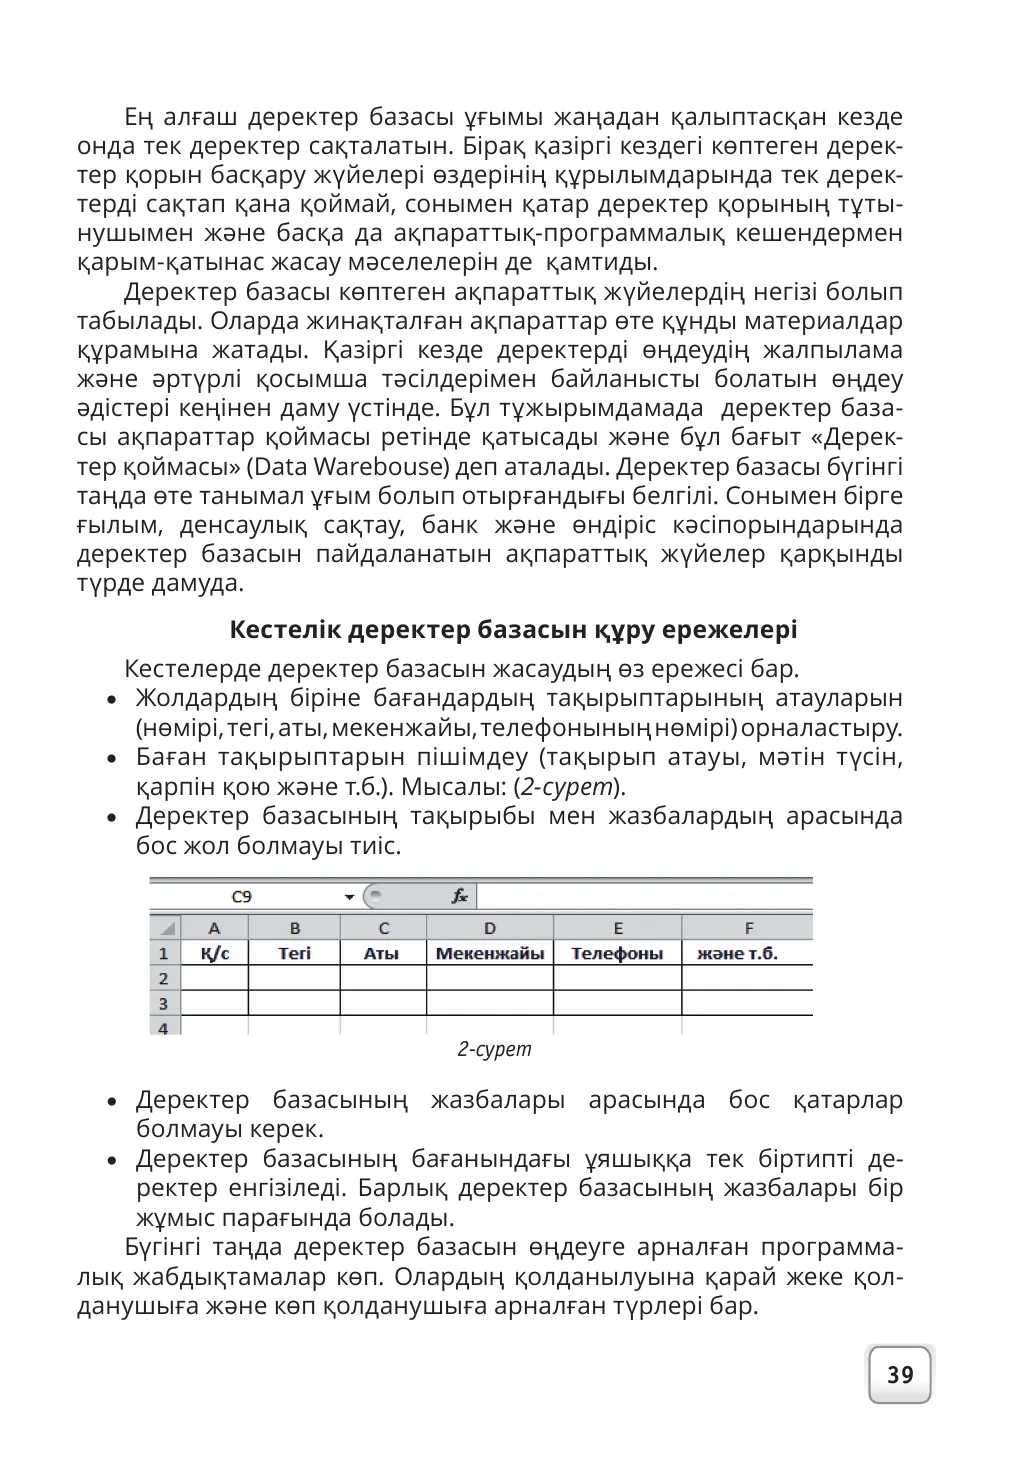 Ең алғаш деректер базасы ұғымы жаңадан қалыптасқан кезде
онда тек деректер сақталатын. Бірақ қазіргі кездегі көптеген дерек-
тер қорын басқару жүйелері өздерінің құрылымдарында тек дерек-
терді сақтап қана қоймай, сонымен қатар деректер қорының тұты-
нушымен және басқа да ақпараттық-программалық кешендермен
қарым-қатынас жасау мәселелерін де қамтиды.
Деректер базасы көптеген ақпараттық жүйелердің негізі болып
табылады. Оларда жинақталған ақпараттар өте құнды материалдар
құрамына жатады. Қазіргі кезде деректерді өңдеудің жалпылама
және әртүрлі қосымша тәсілдерімен байланысты болатын өңдеу
әдістері кеңінен даму үстінде. Бұл тұжырымдамада деректер база-
сы ақпараттар қоймасы ретінде қатысады және бұл бағыт «Дерек-
тер қоймасы» (Data Warebouse) деп аталады. Деректер базасы бүгінгі
таңда өте танымал ұғым болып отырғандығы белгілі. Сонымен бірге
ғылым, денсаулық сақтау, банк және өндіріс кәсіпорындарында
деректер базасын пайдаланатын ақпараттық жүйелер қарқынды
түрде дамуда.
Кестелік деректер базасын құру ережелері
Кестелерде деректер базасын жасаудың өз ережесі бар.
• Жолдардың біріне бағандардың тақырыптарының атауларын
(нөмірі, тегі, аты, мекенжайы, телефонының нөмірі) орналастыру.
• Баған тақырыптарын пішімдеу (тақырып атауы, мәтін түсін,
қарпін қою және т.б.). Мысалы: (2-сурет).
• Деректер базасының тақырыбы мен жазбалардың арасында
бос жол болмауы тиіс.
C9 fx
A B C D E F
1 Қ/с Тегі Аты Мекенжайы Телефоны және т.б.
2
3
4
2-сурет
• Деректер базасының жазбалары арасында бос қатарлар
болмауы керек.
• Деректер базасының бағанындағы ұяшыққа тек біртипті де-
ректер енгізіледі. Барлық деректер базасының жазбалары бір
жұмыс парағында болады.
Бүгінгі таңда деректер базасын өңдеуге арналған программа-
лық жабдықтамалар көп. Олардың қолданылуына қарай жеке қол-
данушыға және көп қолданушыға арналған түрлері бар.
39